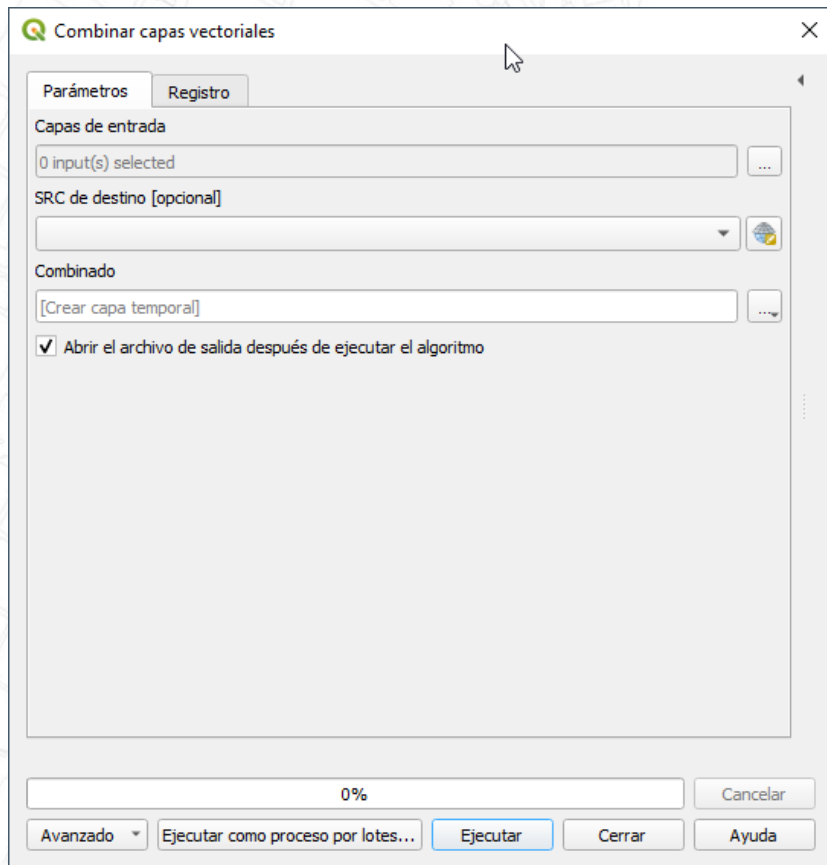 Combinar capas vectoriales
Parámetros
Registro
Capas de entrada
0 input(s) selected
...
SRC de destino [opcional]
Combinado
[Crear capa temporal]
...
Abrir el archivo de salida después de ejecutar el algoritmo
0%
Cancelar
Avanzado
Ejecutar como proceso por lotes...
Ejecutar
Cerrar
Ayuda